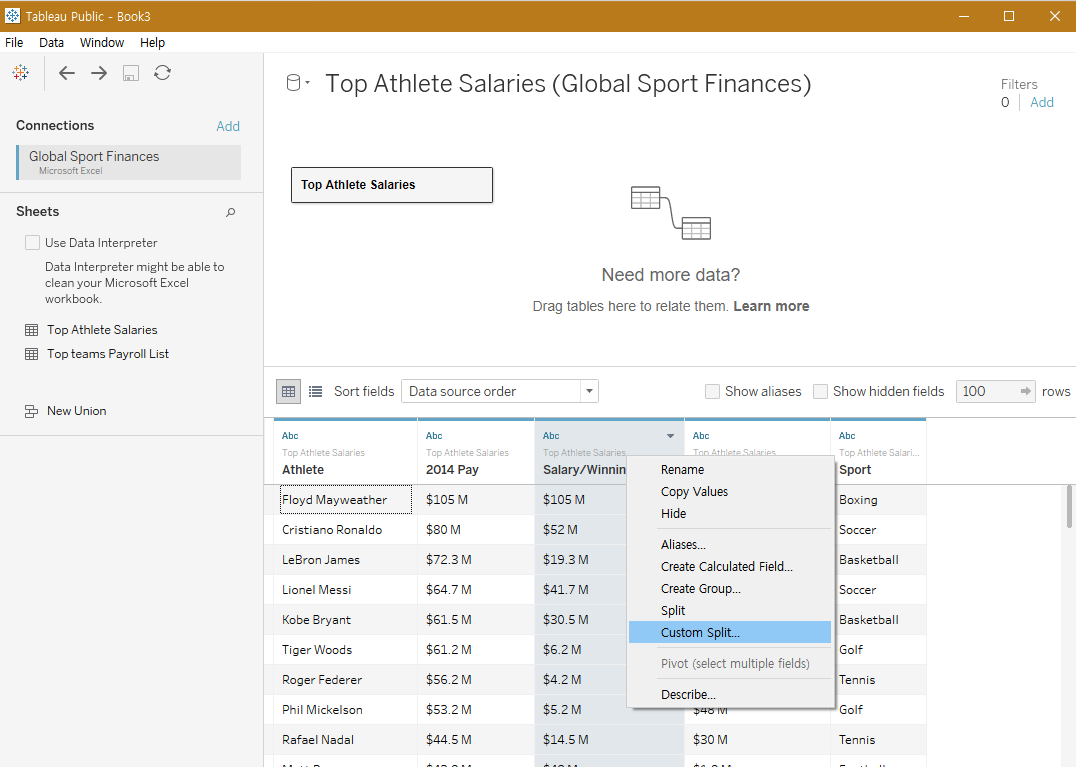 Tableau Public - Book3
File Data Window Help
Connections Add
Global Sport Finances
Microsoft Excel
Sheets
Use Data Interpreter
Data Interpreter might be able to
clean your Microsoft Excel
workbook.
Top Athlete Salaries
Top teams Payroll List
New Union
Top Athlete Salaries (Global Sport Finances)
Filters
0 Add
Top Athlete Salaries
Need more data?
Drag tables here to relate them. Learn more
Sort fields Data source order Show aliases Show hidden fields 100 rows
Abc Abc Abc Abc Abc
Top Athlete Salaries Top Athlete Salaries Top Athlete Salaries Top Athlete Salaries Top Athlete Salari...
Athlete 2014 Pay Salary/Winnin Sport
Floyd Mayweather $105 M $105 M Boxing
Cristiano Ronaldo $80 M $52 M Soccer
LeBron James $72.3 M $19.3 M Basketball
Lionel Messi $64.7 M $41.7 M Soccer
Kobe Bryant $61.5 M $30.5 M Basketball
Tiger Woods $61.2 M $6.2 M Golf
Roger Federer $56.2 M $4.2 M Tennis
Phil Mickelson $53.2 M $5.2 M $48 M Golf
Rafael Nadal $44.5 M $14.5 M $30 M Tennis
Rename
Copy Values
Hide
Aliases...
Create Calculated Field...
Create Group...
Split
Custom Split...
Pivot (select multiple fields)
Describe...